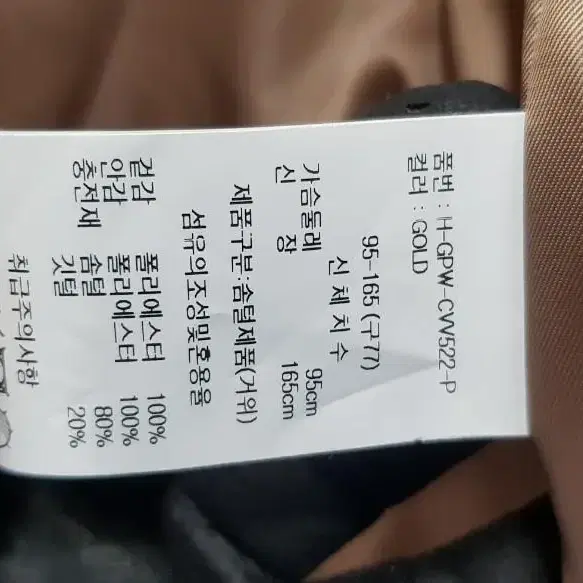 품번 : H-GPW-CW522-P
컬러 : GOLD
95-165 (구77)
신 체 치 수
가슴둘레 95cm
신 장 165cm
제품구분:솜털제품(거위)
섬유의조성및혼용율
겉감 폴리에스터 100%
안감 폴리에스터 100%
충전재 솜털 80%
깃털 20%
취급주의사항